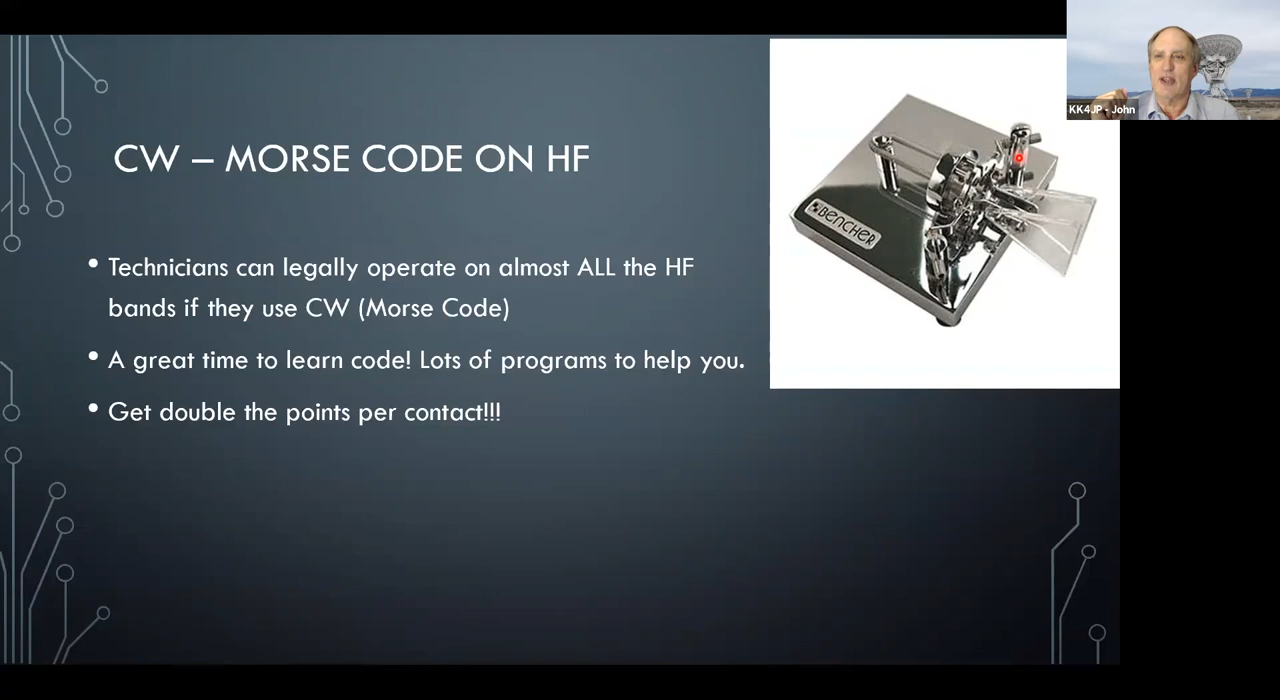 KK4JP - John
CW – MORSE CODE ON HF
BENCHER
• Technicians can legally operate on almost ALL the HF
bands if they use CW (Morse Code)
• A great time to learn code! Lots of programs to help you.
• Get double the points per contact!!!